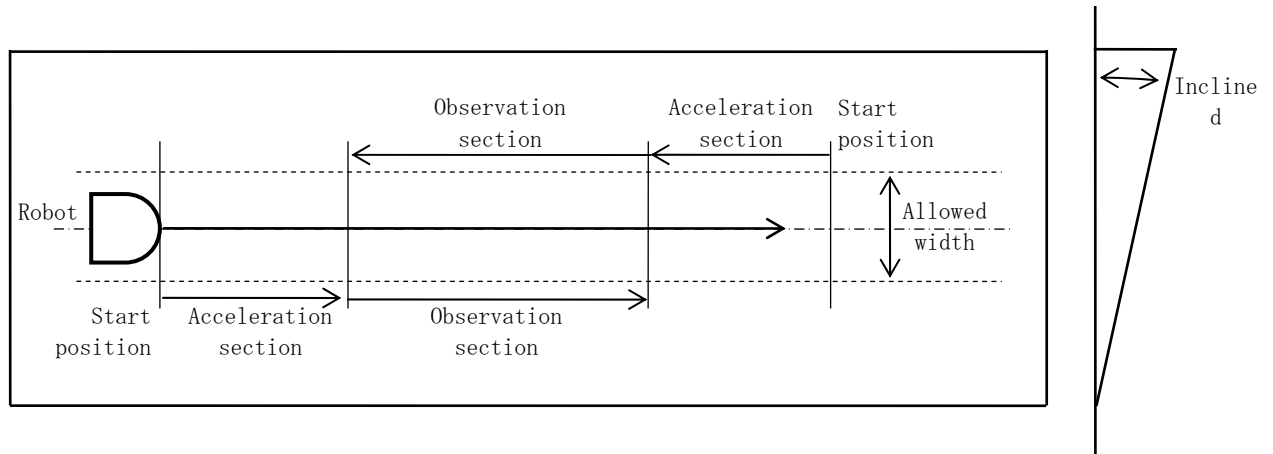 Observation
section
Acceleration
section
Start
position
Incline
d
Robot
Allowed
width
Start
position
Acceleration
section
Observation
section